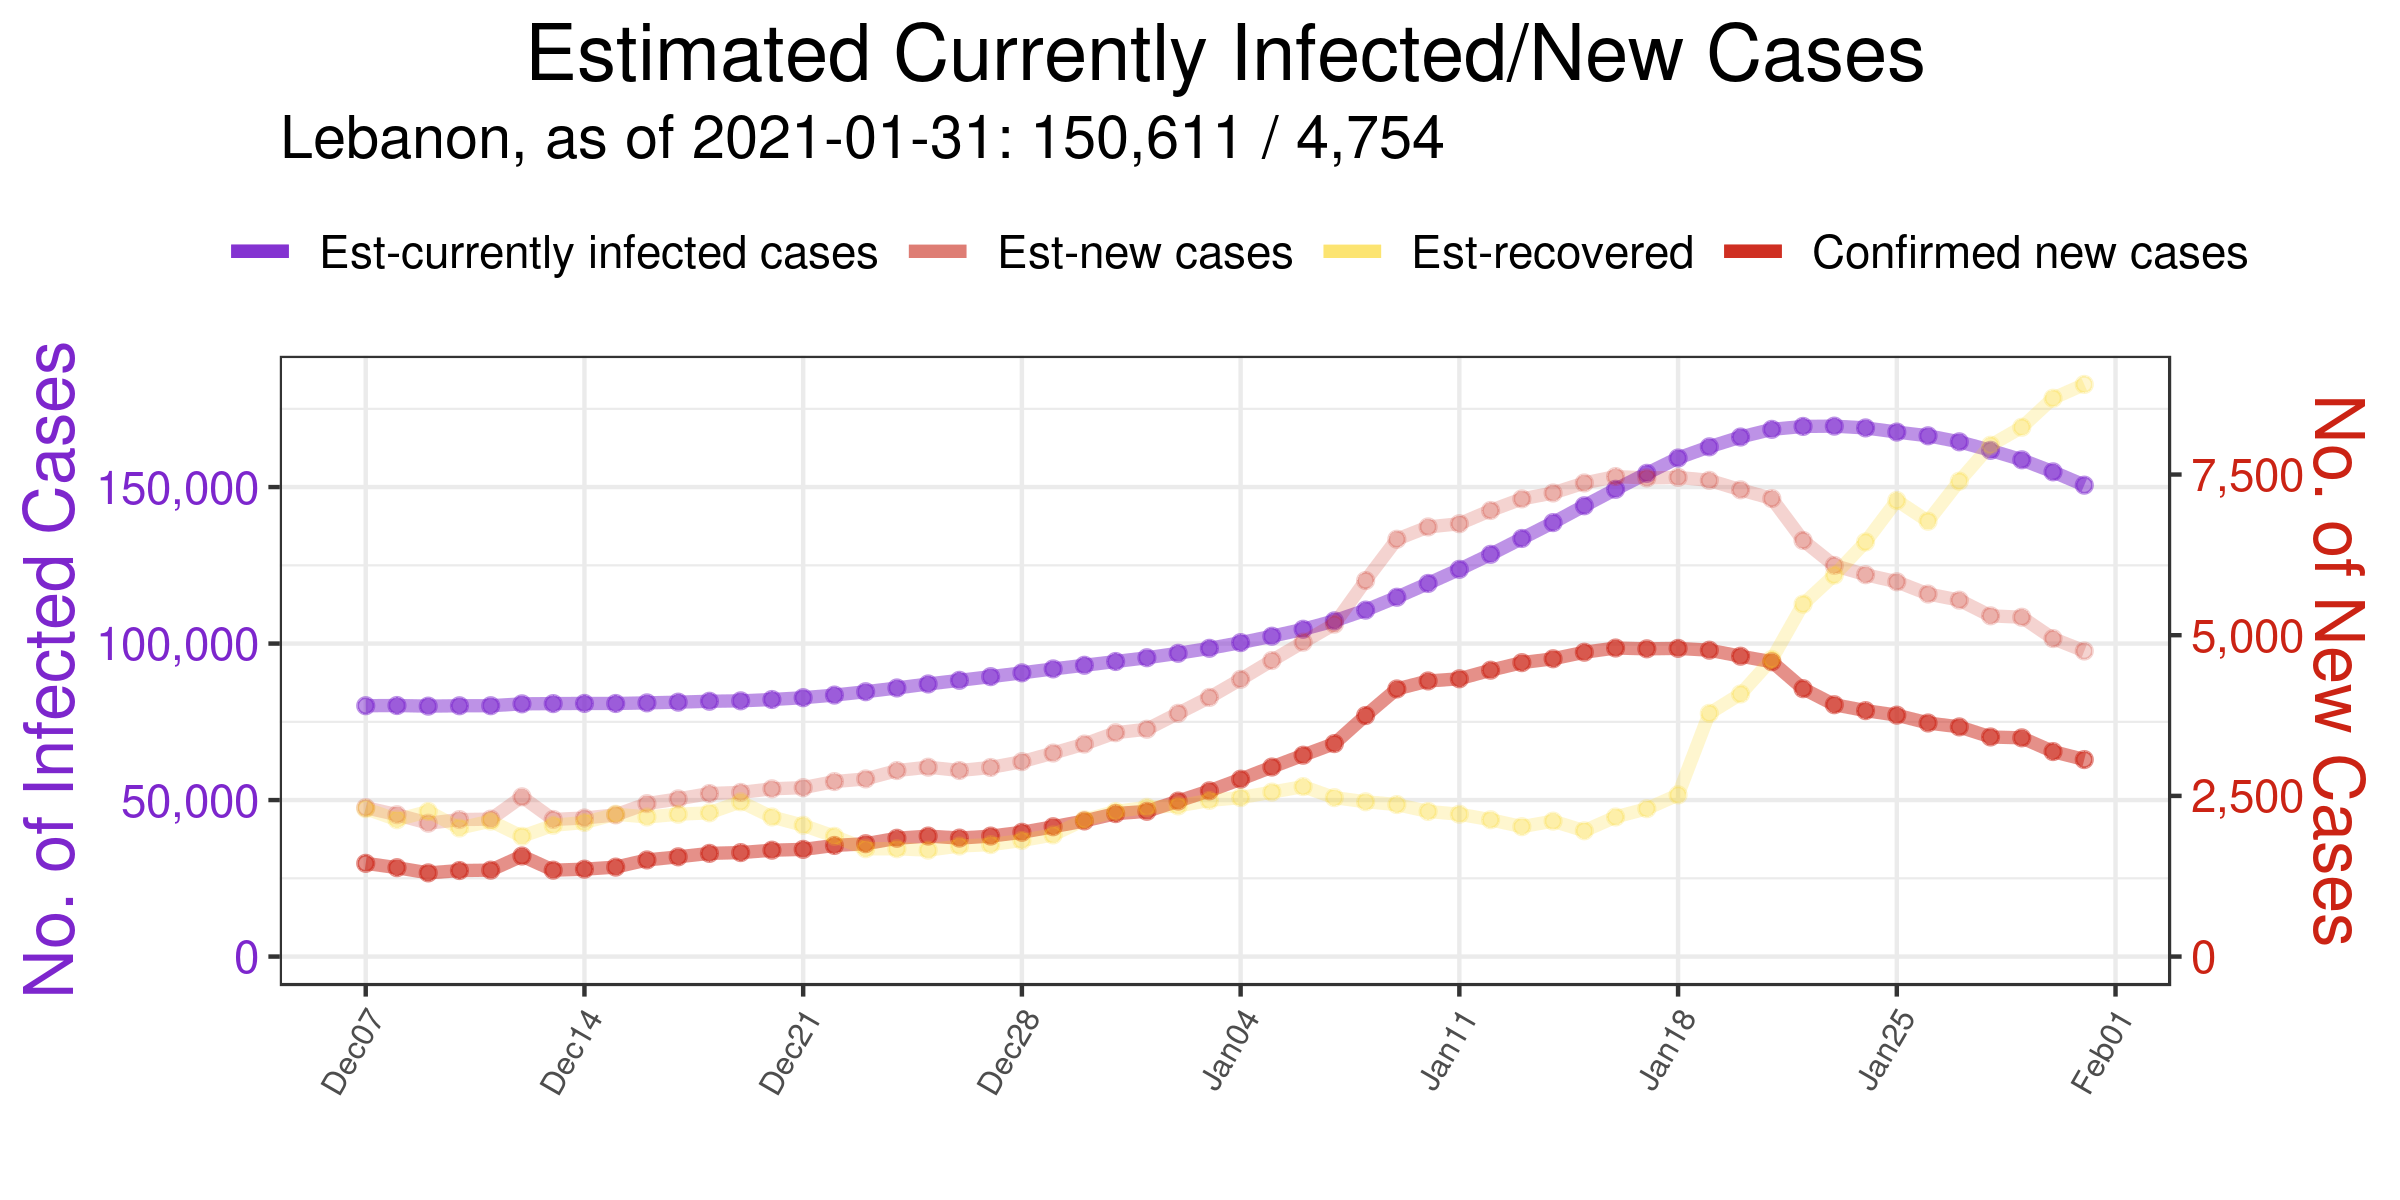 Estimated Currently Infected/New Cases
Lebanon, as of 2021-01-31: 150,611 / 4,754
Est-currently infected cases Est-new cases Est-recovered Confirmed new cases
No. of Infected Cases
150,000
100,000
50,000
0
7,500
5,000
2,500
0
No. of New Cases
Dec07 Dec14 Dec21 Dec28 Jan04 Jan11 Jan18 Jan25 Feb01